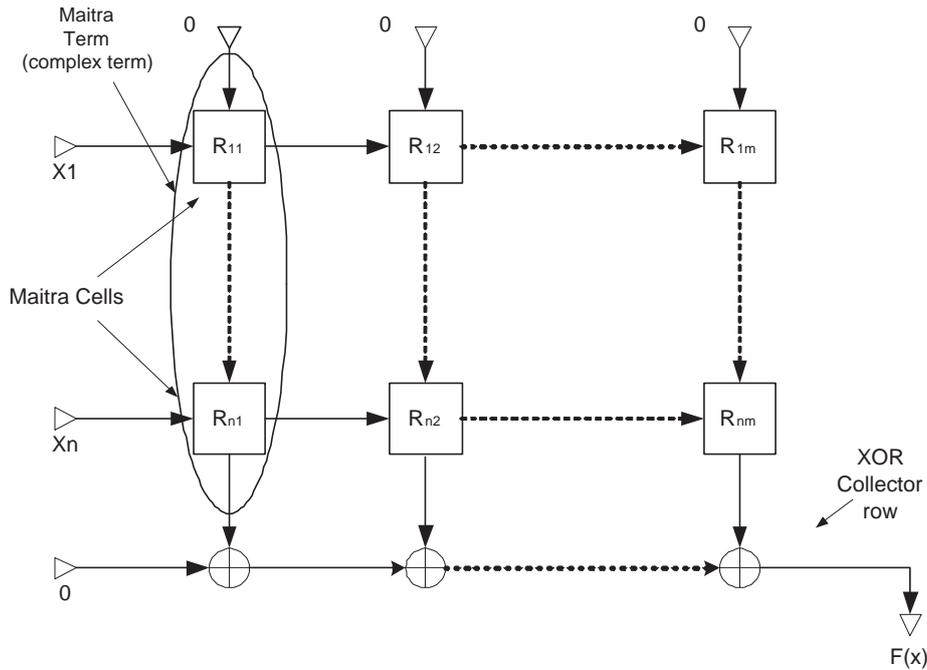 Maitra
Term
(complex term)
0
0
0
X1
R11
R12
R1m
Maitra Cells
Xn
Rn1
Rn2
Rnm
XOR
Collector
row
0
F(x)